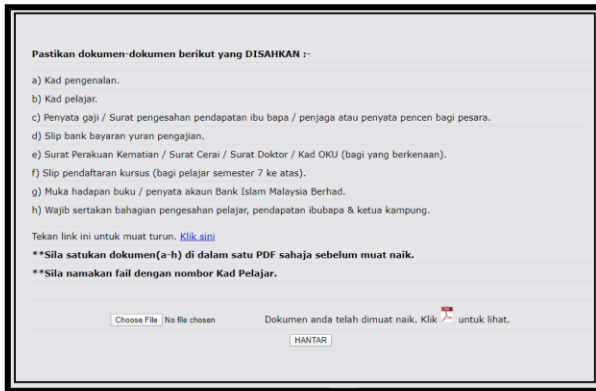 Pastikan dokumen-dokumen berikut yang DISAHKAN :-
a) Kad pengenalan.
b) Kad pelajar.
c) Penyata gaji / Surat pengesahan pendapatan ibu bapa / penjaga atau penyata pencen bagi pesara.
d) Slip bank bayaran yuran pengajian.
e) Surat Perakuan Kematian / Surat Cerai / Surat Doktor / Kad OKU (bagi yang berkenaan).
f) Slip pendaftaran kursus (bagi pelajar semester 7 ke atas).
g) Muka hadapan buku / penyata akaun Bank Islam Malaysia Berhad.
h) Wajib sertakan bahagian pengesahan pelajar, pendapatan ibubapa & ketua kampung.
Tekan link ini untuk muat turun. Klik sini
**Sila satukan dokumen(a-h) di dalam satu PDF sahaja sebelum muat naik.
**Sila namakan fail dengan nombor Kad Pelajar.
Choose File No file chosen Dokumen anda telah dimuat naik. Klik untuk lihat.
HANTAR